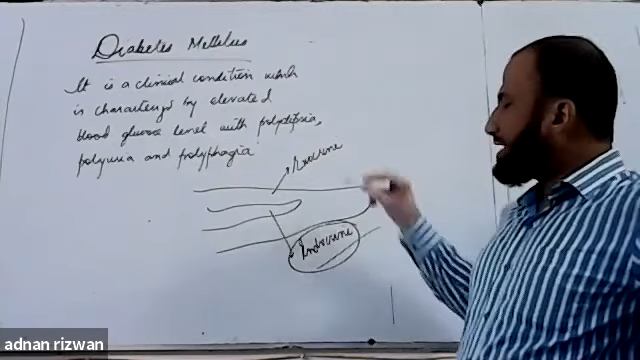 Diabetes Mellitus
It is a clinical condition which
is characterized by elevated
blood glucose level with polydipsia,
polyuria and polyphagia
Exocrine
Endocrine
adnan rizwan